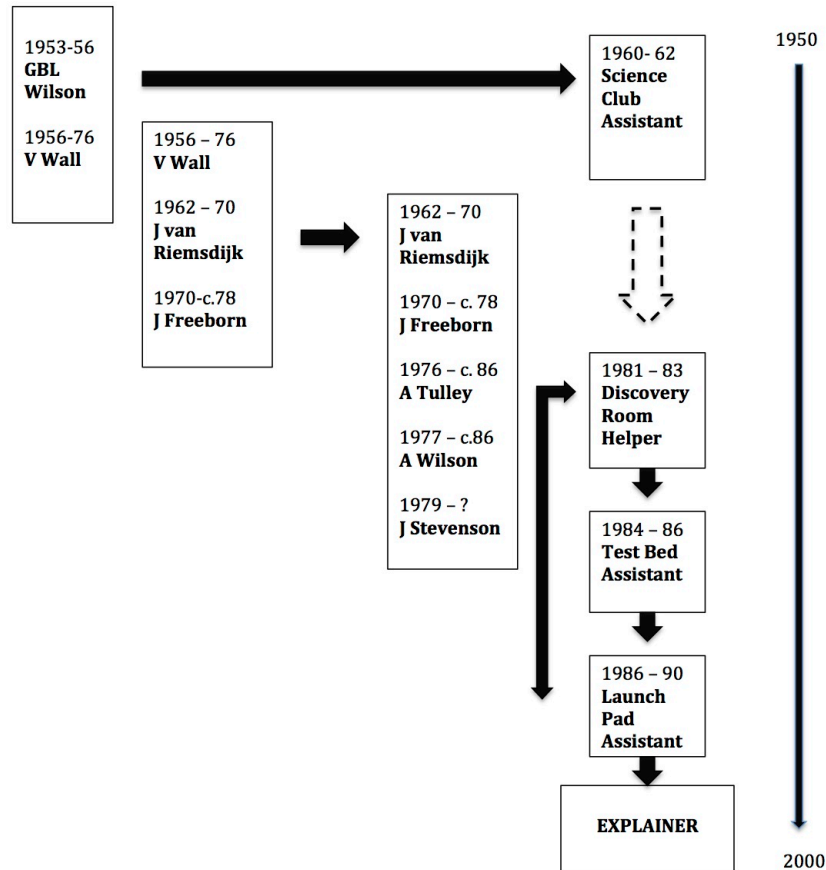 1953-56
GBL
Wilson
1956-76
V Wall
1956 – 76
V Wall
1962 – 70
J van
Riemsdijk
1970-c.78
J Freeborn
1962 – 70
J van
Riemsdijk
1970 – c. 78
J Freeborn
1976 – c. 86
A Tulley
1977 – c.86
A Wilson
1979 – ?
J Stevenson
1960- 62
Science
Club
Assistant
1981 – 83
Discovery
Room
Helper
1984 – 86
Test Bed
Assistant
1986 – 90
Launch
Pad
Assistant
EXPLAINER
1950
2000